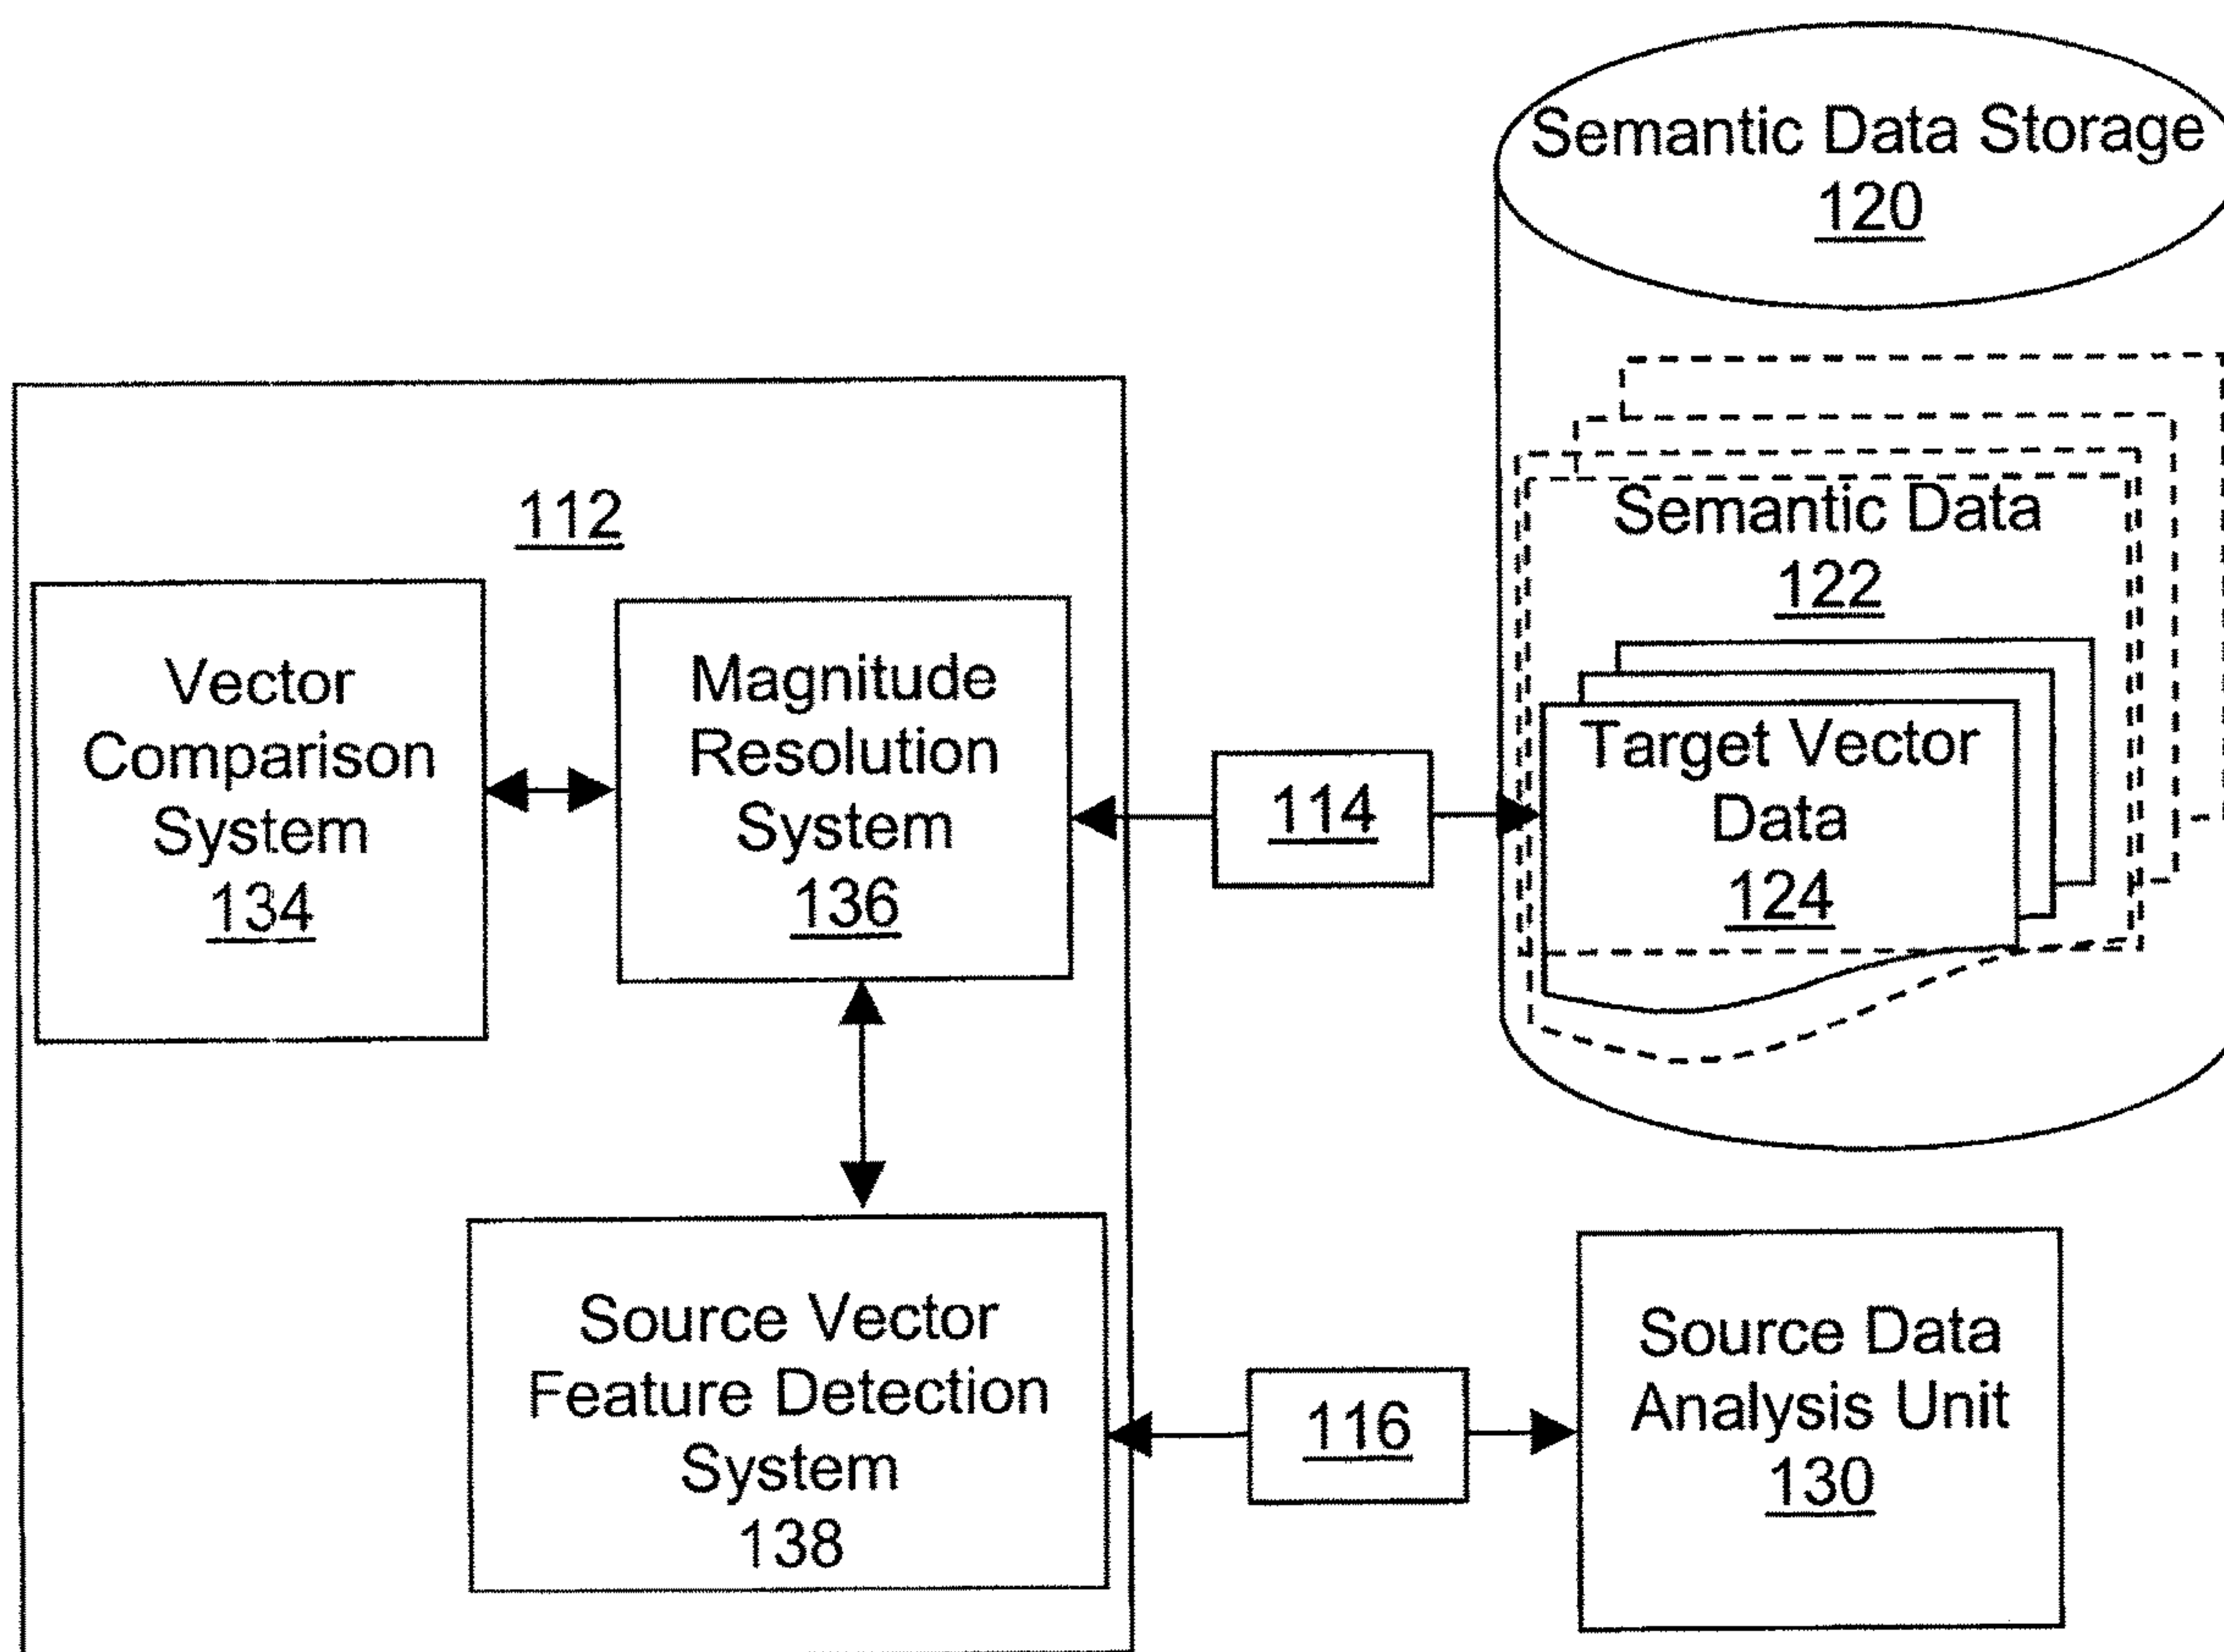 Semantic Data Storage
120
112
Semantic Data
122
Vector
Comparison
System
134
Magnitude
Resolution
System
136
114
Target Vector
Data
124
Source Vector
Feature Detection
System
138
116
Source Data
Analysis Unit
130